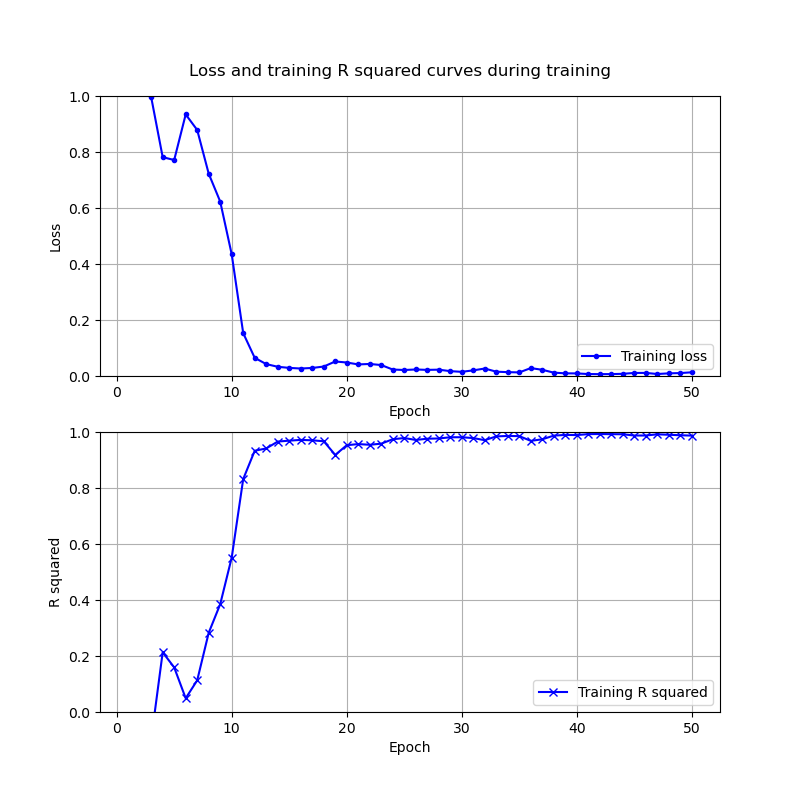 Loss and training R squared curves during training
1.0
0.8
0.6
0.4
0.2
0.0
Loss
Training loss
0 10 20 30 40 50
Epoch
1.0
0.8
0.6
0.4
0.2
0.0
R squared
Training R squared
0 10 20 30 40 50
Epoch